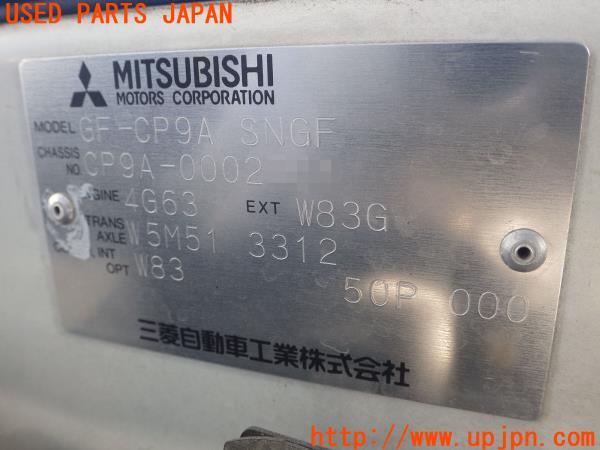 USED PARTS JAPAN
MITSUBISHI
MOTORS CORPORATION
MODEL GF-CP9A SNGF
CHASSIS
NO. CP9A-0002
4G63 EXT W83G
TRANS
AXLE W5M51 3312
INT
OPT W83
50P 000
三菱自動車工業株式会社
UPJ http://www.upjpn.com/